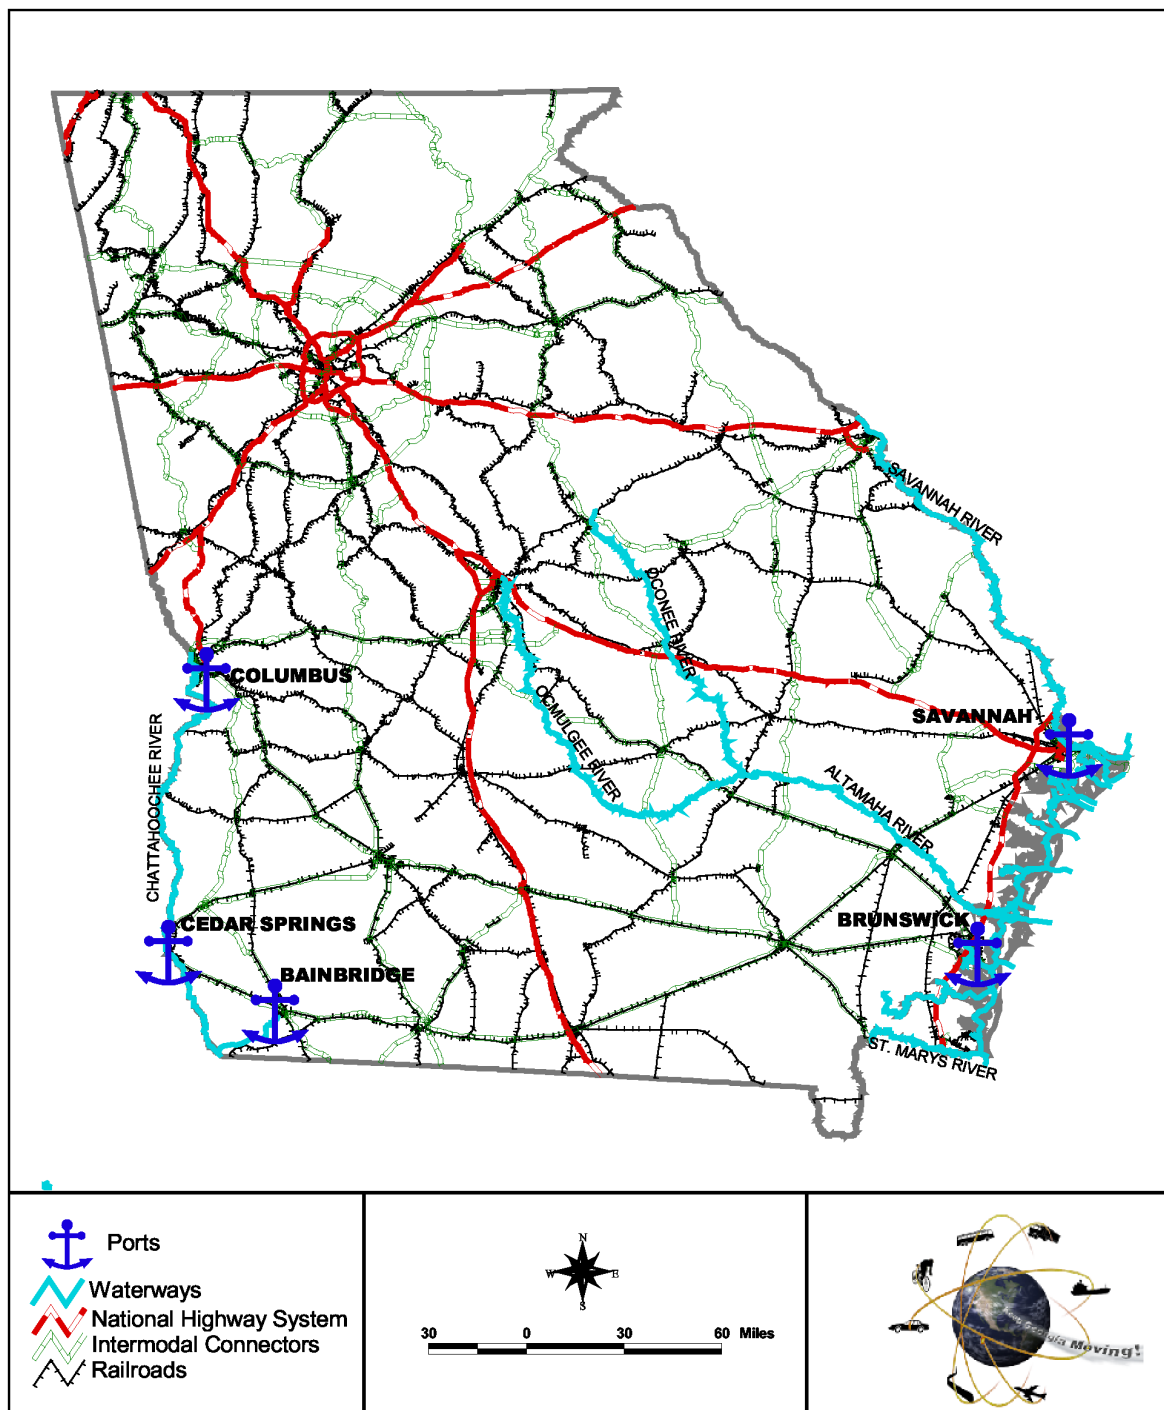 SAVANNAH RIVER
OCONEE RIVER
COLUMBUS
OCMULGEE RIVER
SAVANNAH
CHATTAHOOCHEE RIVER
ALTAMAHA RIVER
CEDAR SPRINGS
BRUNSWICK
BAINBRIDGE
ST. MARYS RIVER
Ports
Waterways
National Highway System
Intermodal Connectors
Railroads
N
W E
S
30 0 30 60 Miles
Georgia Moving!